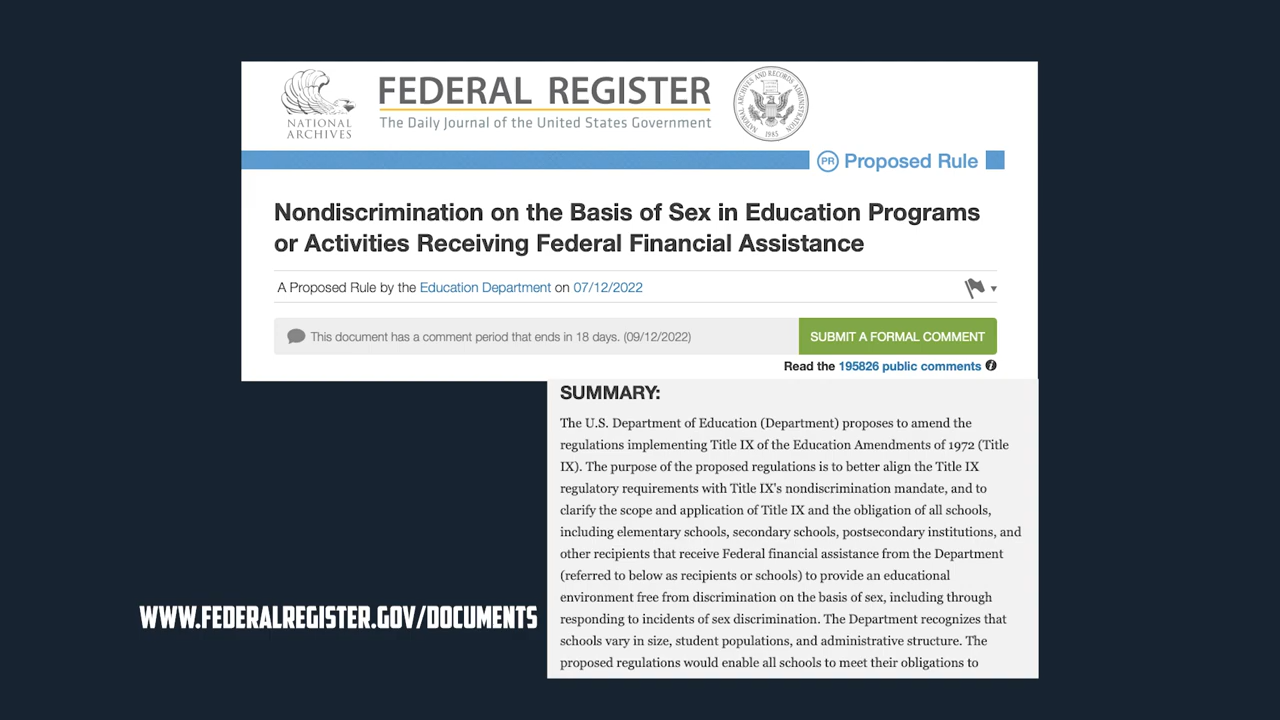 FEDERAL REGISTER
The Daily Journal of the United States Government
NATIONAL
ARCHIVES
NATIONAL ARCHIVES AND RECORDS ADMINISTRATION
1985
PR Proposed Rule
Nondiscrimination on the Basis of Sex in Education Programs
or Activities Receiving Federal Financial Assistance
A Proposed Rule by the Education Department on 07/12/2022
This document has a comment period that ends in 18 days. (09/12/2022)
SUBMIT A FORMAL COMMENT
Read the 195826 public comments i
SUMMARY:
The U.S. Department of Education (Department) proposes to amend the
regulations implementing Title IX of the Education Amendments of 1972 (Title
IX). The purpose of the proposed regulations is to better align the Title IX
regulatory requirements with Title IX's nondiscrimination mandate, and to
clarify the scope and application of Title IX and the obligation of all schools,
including elementary schools, secondary schools, postsecondary institutions, and
other recipients that receive Federal financial assistance from the Department
(referred to below as recipients or schools) to provide an educational
environment free from discrimination on the basis of sex, including through
responding to incidents of sex discrimination. The Department recognizes that
schools vary in size, student populations, and administrative structure. The
proposed regulations would enable all schools to meet their obligations to
WWW.FEDERALREGISTER.GOV/DOCUMENTS